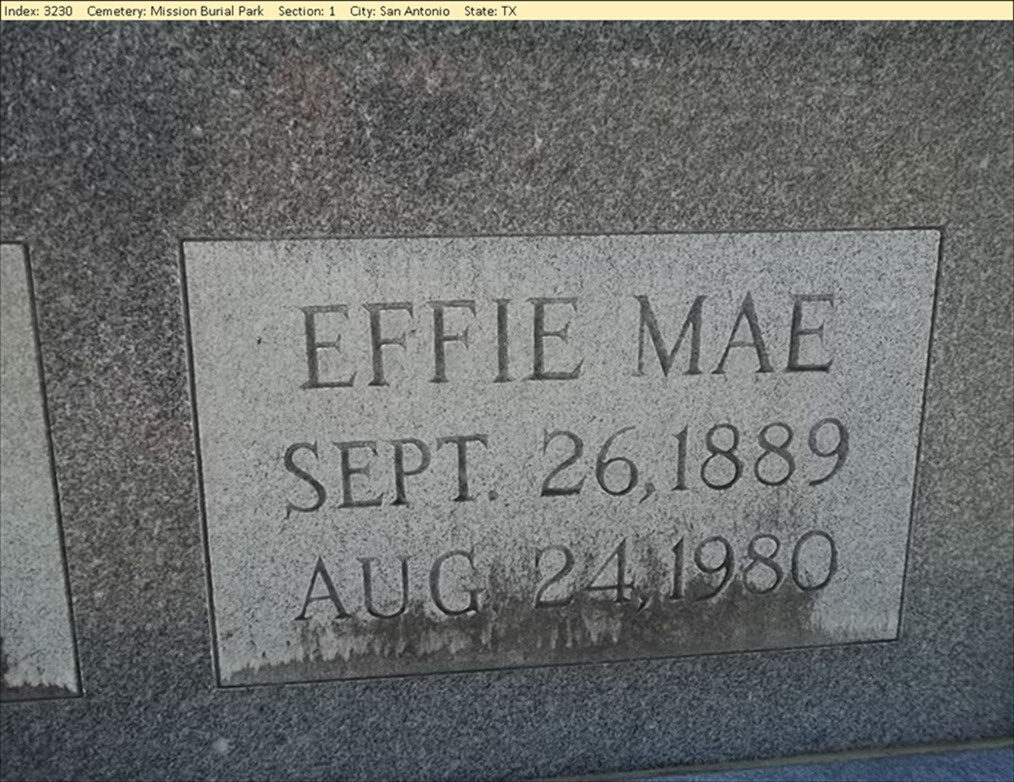 Index: 3230 Cemetery: Mission Burial Park Section: 1 City: San Antonio State: TX
EFFIE MAE
SEPT. 26, 1889
AUG. 24, 1980